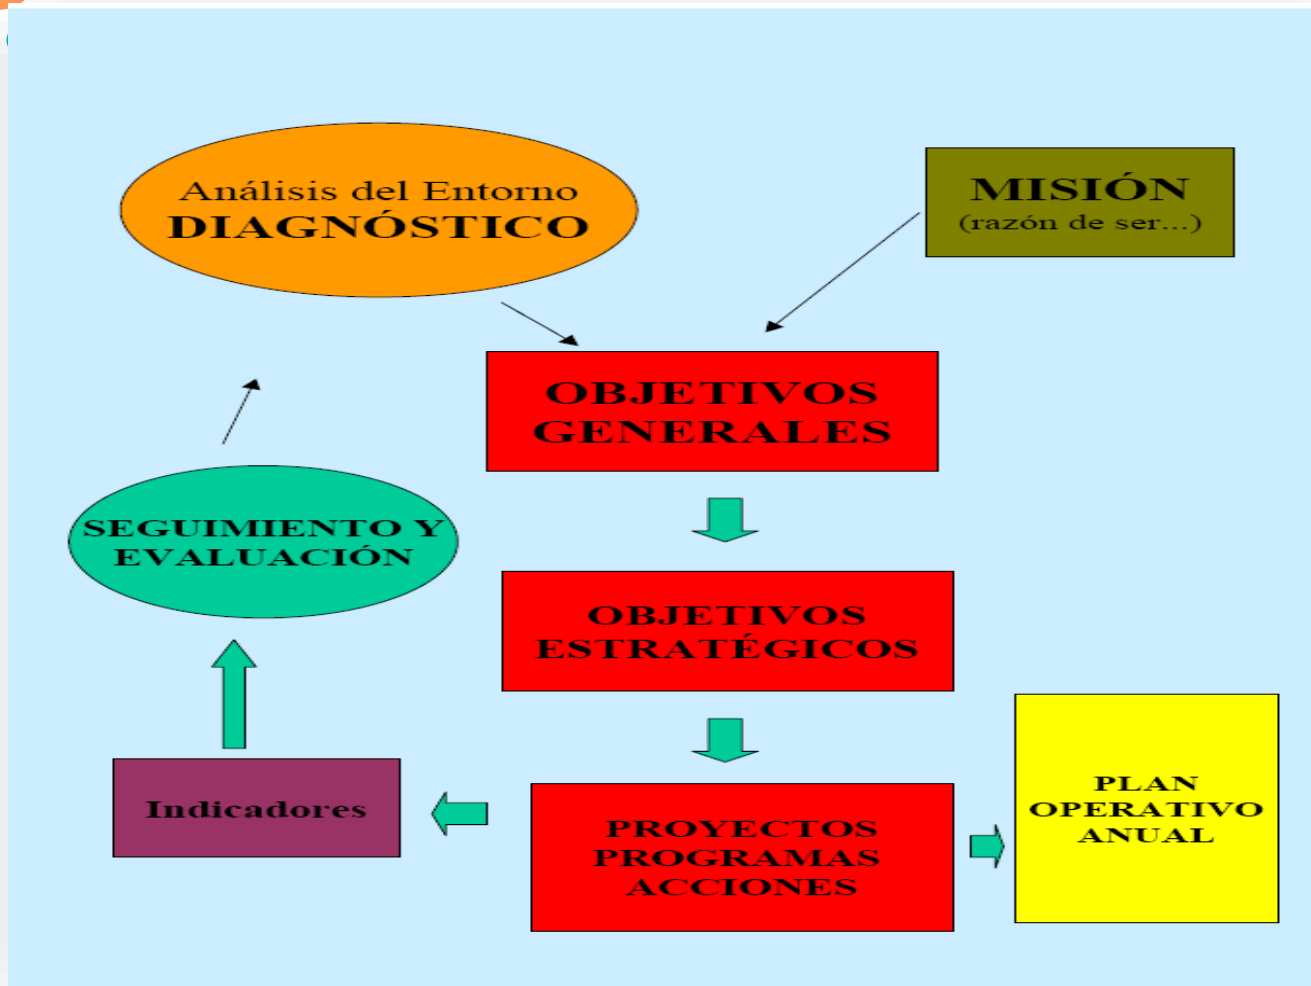 Análisis del Entorno
DIAGNÓSTICO
MISIÓN
(razón de ser...)
OBJETIVOS
GENERALES
SEGUIMIENTO Y
EVALUACIÓN
OBJETIVOS
ESTRATÉGICOS
Indicadores
PROYECTOS
PROGRAMAS
ACCIONES
PLAN
OPERATIVO
ANUAL